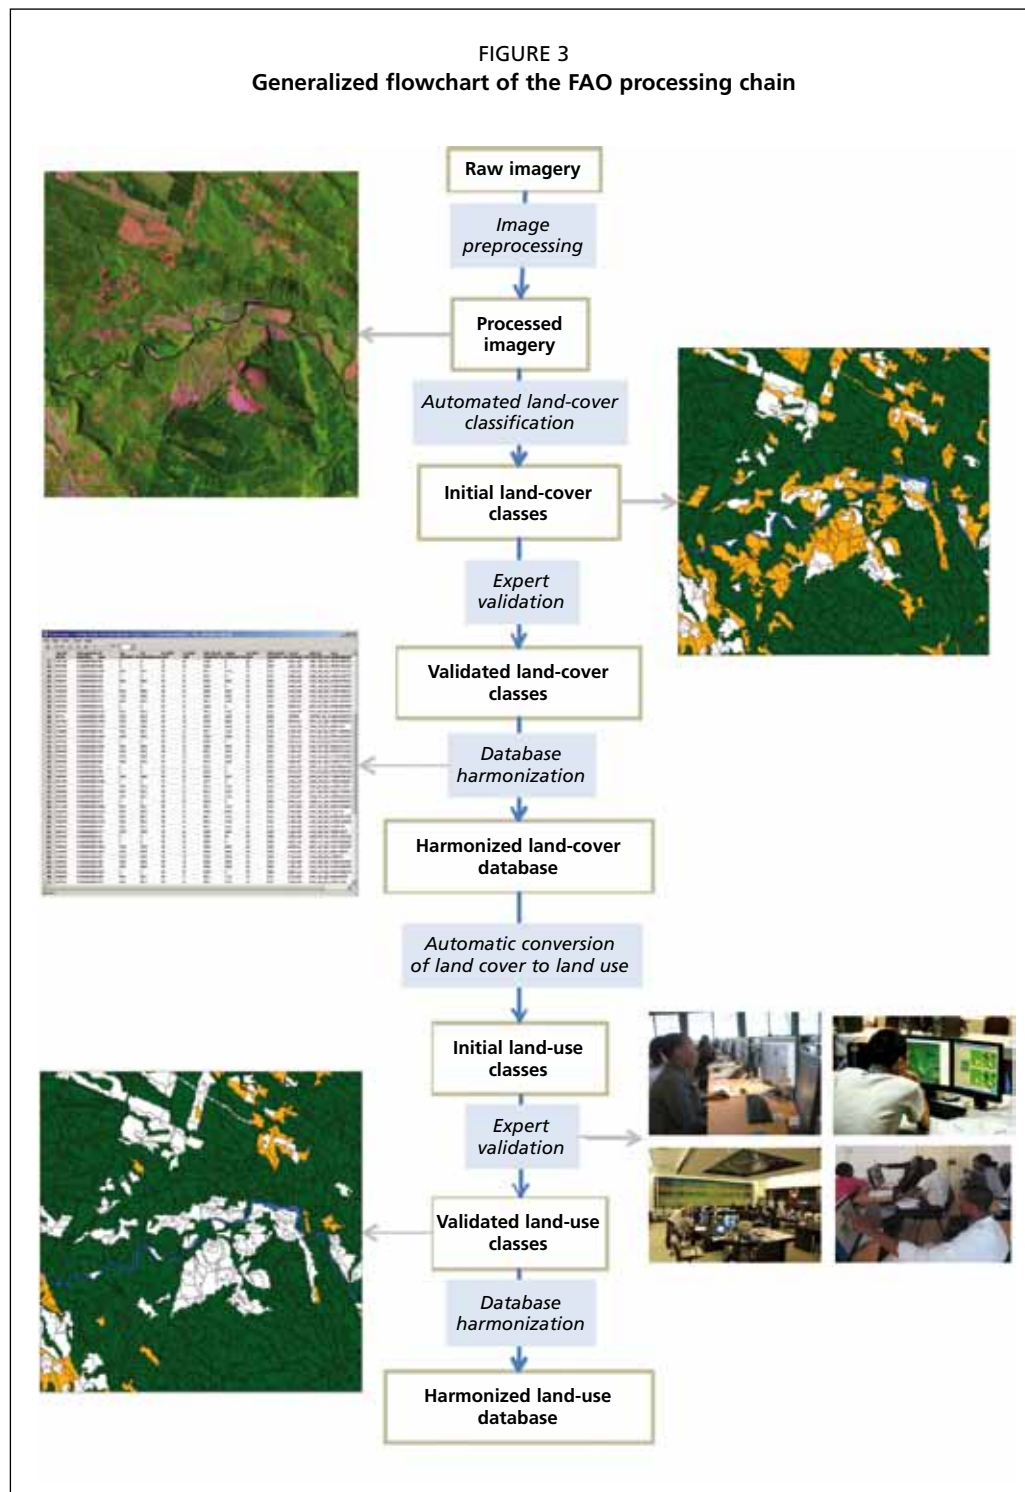 FIGURE 3
Generalized flowchart of the FAO processing chain
Raw imagery
Image
preprocessing
Processed
imagery
Automated land-cover
classification
Initial land-cover
classes
Expert
validation
Validated land-cover
classes
Database
harmonization
Harmonized land-cover
database
Automatic conversion
of land cover to land use
Initial land-use
classes
Expert
validation
Validated land-use
classes
Database
harmonization
Harmonized land-use
database